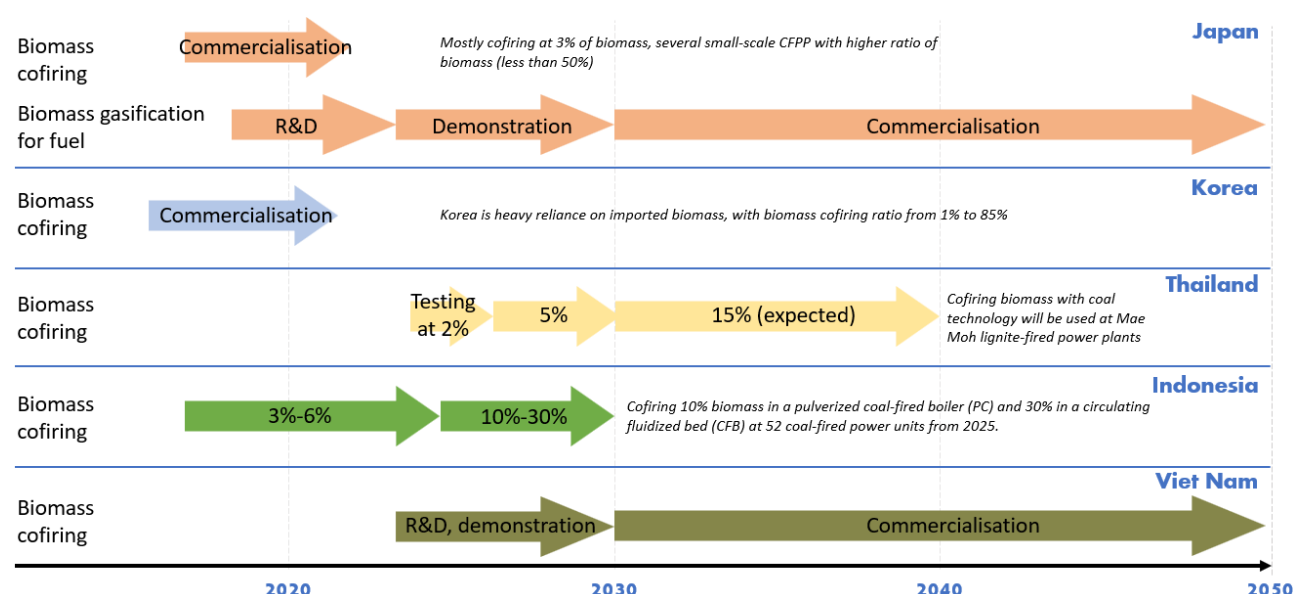 Japan
Biomass
cofiring
Commercialisation
Mostly cofiring at 3% of biomass, several small-scale CFPP with higher ratio of
biomass (less than 50%)
Biomass gasification
for fuel
R&D
Demonstration
Commercialisation
Korea
Biomass
cofiring
Commercialisation
Korea is heavy reliance on imported biomass, with biomass cofiring ratio from 1% to 85%
Thailand
Biomass
cofiring
Testing
at 2%
5%
15% (expected)
Cofiring biomass with coal
technology will be used at Mae
Moh lignite-fired power plants
Indonesia
Biomass
cofiring
3%-6%
10%-30%
Cofiring 10% biomass in a pulverized coal-fired boiler (PC) and 30% in a circulating
fluidized bed (CFB) at 52 coal-fired power units from 2025.
Viet Nam
Biomass
cofiring
R&D, demonstration
Commercialisation
2020
2030
2040
2050